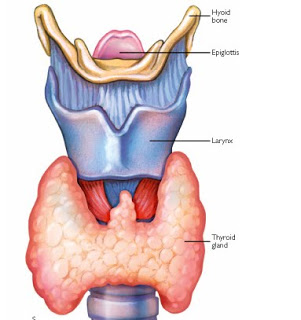 Hyoid
bone
Epiglottis
Larynx
Thyroid
gland